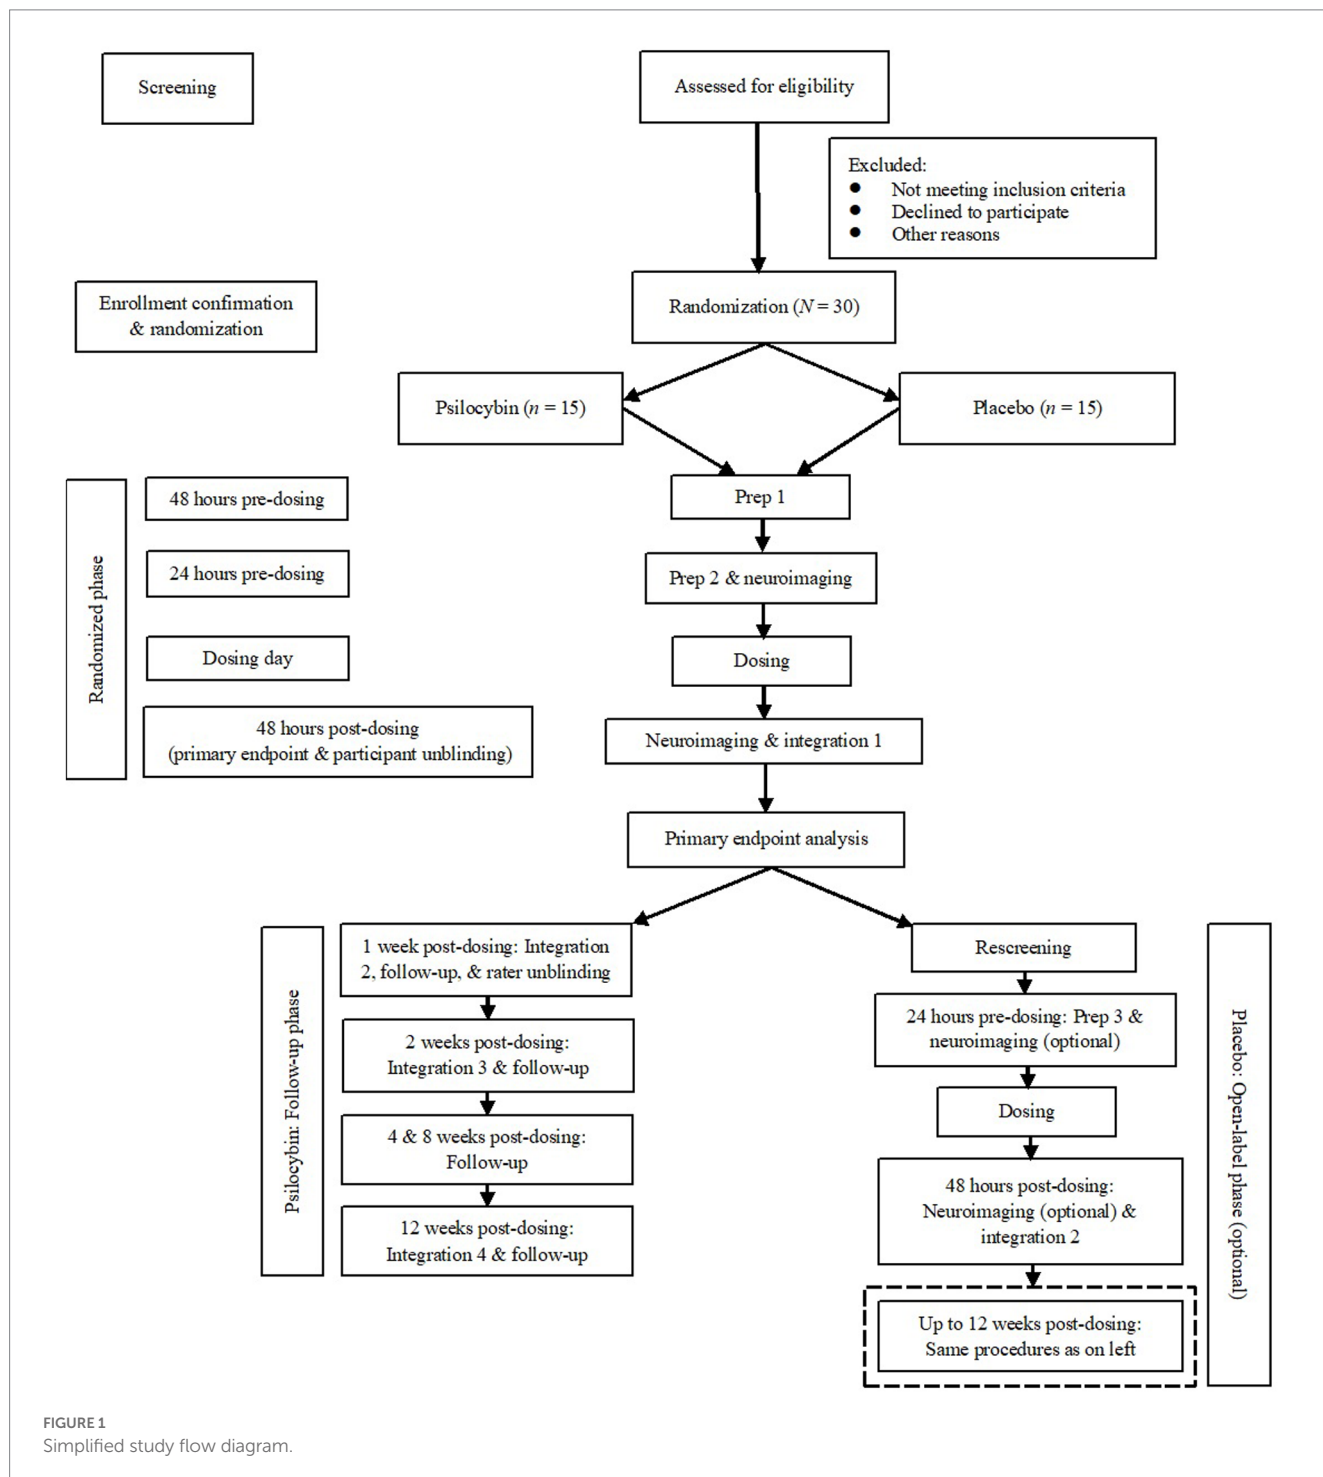 Screening
Assessed for eligibility
Excluded:
● Not meeting inclusion criteria
● Declined to participate
● Other reasons
Enrollment confirmation
& randomization
Randomization (N = 30)
Psilocybin (n = 15)
Placebo (n = 15)
Randomized phase
48 hours pre-dosing
Prep 1
24 hours pre-dosing
Prep 2 & neuroimaging
Dosing day
Dosing
48 hours post-dosing
(primary endpoint & participant unblinding)
Neuroimaging & integration 1
Primary endpoint analysis
Psilocybin: Follow-up phase
1 week post-dosing: Integration
2, follow-up, & rater unblinding
2 weeks post-dosing:
Integration 3 & follow-up
4 & 8 weeks post-dosing:
Follow-up
12 weeks post-dosing:
Integration 4 & follow-up
Rescreening
24 hours pre-dosing: Prep 3 &
neuroimaging (optional)
Dosing
48 hours post-dosing:
Neuroimaging (optional) &
integration 2
Up to 12 weeks post-dosing:
Same procedures as on left
Placebo: Open-label phase (optional)
FIGURE 1
Simplified study flow diagram.